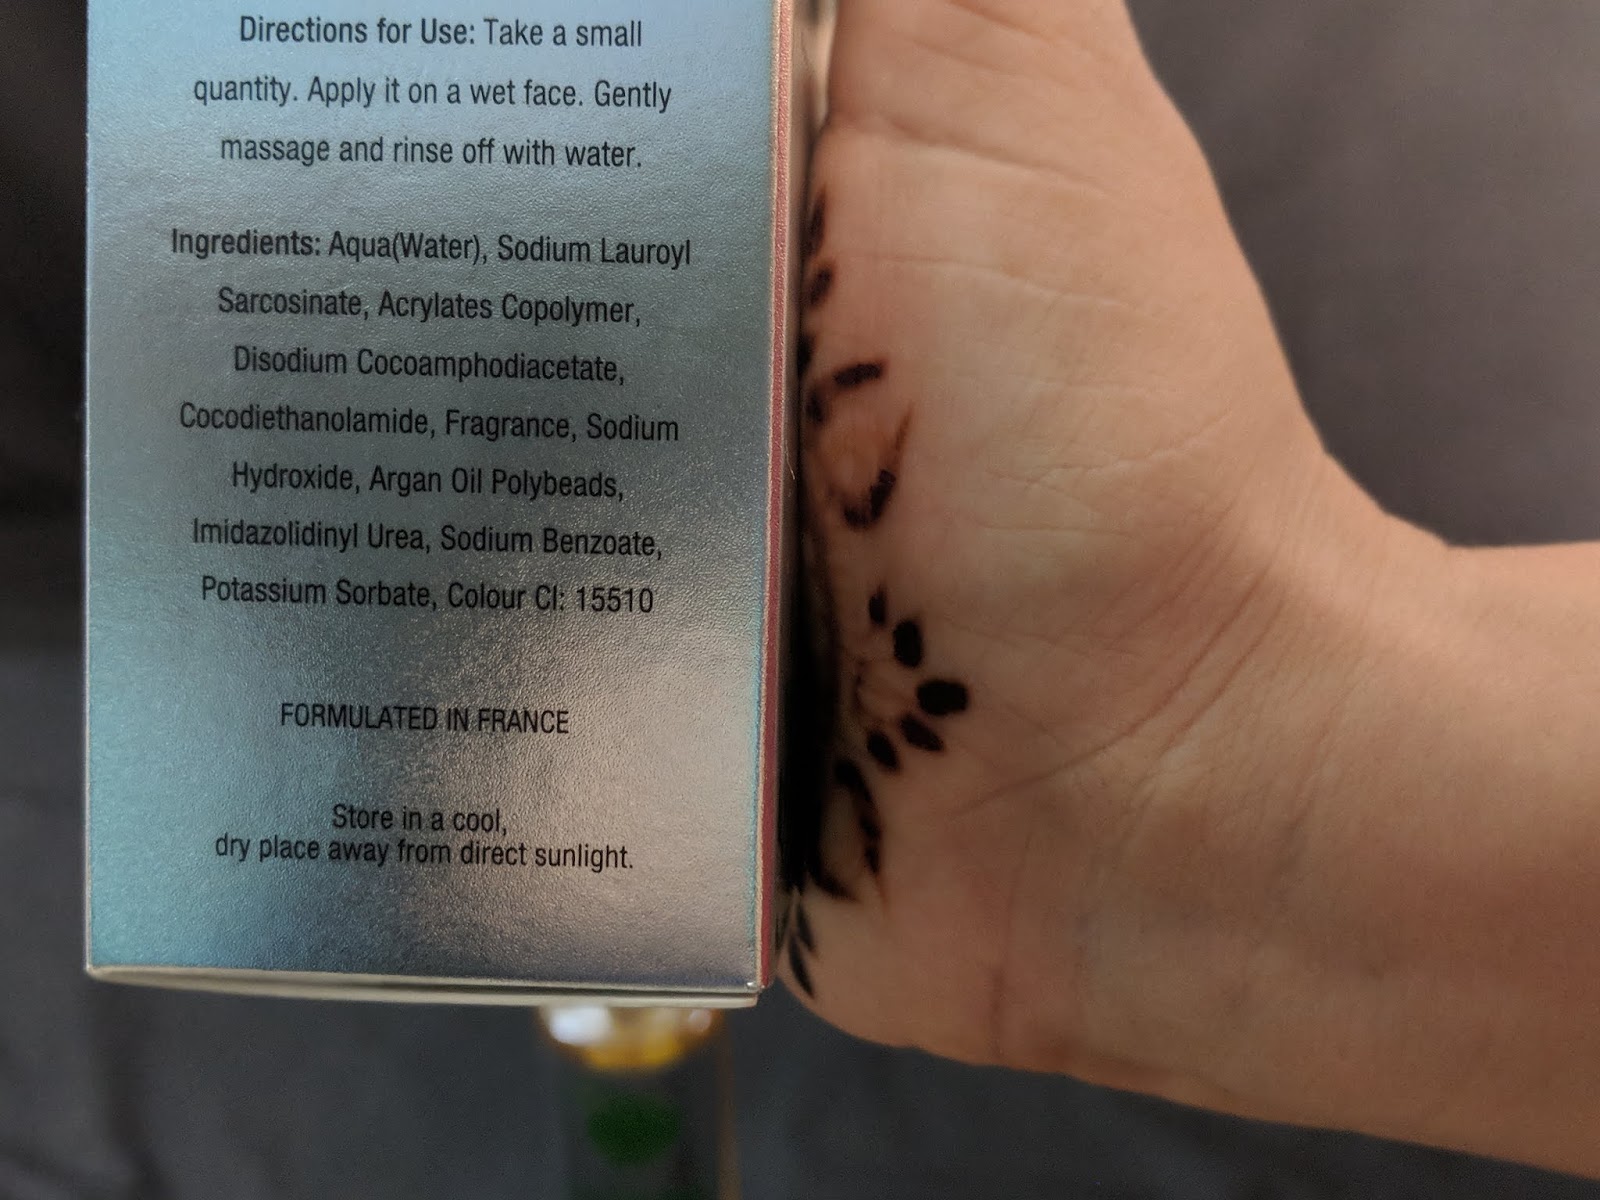 Directions for Use: Take a small
quantity. Apply it on a wet face. Gently
massage and rinse off with water.
Ingredients: Aqua(Water), Sodium Lauroyl
Sarcosinate, Acrylates Copolymer,
Disodium Cocoamphodiacetate,
Cocodiethanolamide, Fragrance, Sodium
Hydroxide, Argan Oil Polybeads,
Imidazolidinyl Urea, Sodium Benzoate,
Potassium Sorbate, Colour CI: 15510
FORMULATED IN FRANCE
Store in a cool,
dry place away from direct sunlight.